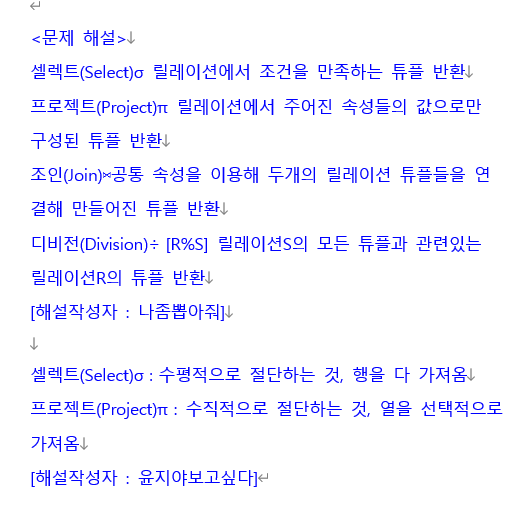 <문제 해설>
셀렉트(Select)σ 릴레이션에서 조건을 만족하는 튜플 반환
프로젝트(Project)π 릴레이션에서 주어진 속성들의 값으로만
구성된 튜플 반환
조인(Join)⋈공통 속성을 이용해 두개의 릴레이션 튜플들을 연
결해 만들어진 튜플 반환
디비전(Division)÷ [R%S] 릴레이션S의 모든 튜플과 관련있는
릴레이션R의 튜플 반환
[해설작성자 : 나좀뽑아줘]
셀렉트(Select)σ : 수평적으로 절단하는 것, 행을 다 가져옴
프로젝트(Project)π : 수직적으로 절단하는 것, 열을 선택적으로
가져옴
[해설작성자 : 윤지야보고싶다]